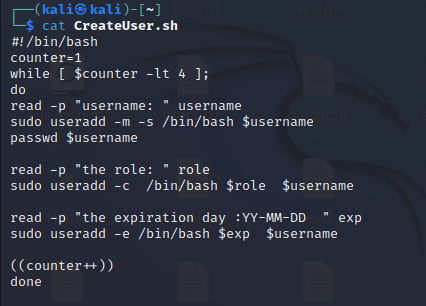 ┌──(kali㉿kali)-[~]
└─$ cat CreateUser.sh
#!/bin/bash
counter=1
while [ $counter -lt 4 ];
do
read -p "username: " username
sudo useradd -m -s /bin/bash $username
passwd $username

read -p "the role: " role
sudo useradd -c  /bin/bash $role  $username

read -p "the expiration day :YY-MM-DD  " exp
sudo useradd -e /bin/bash $exp  $username

((counter++))
done